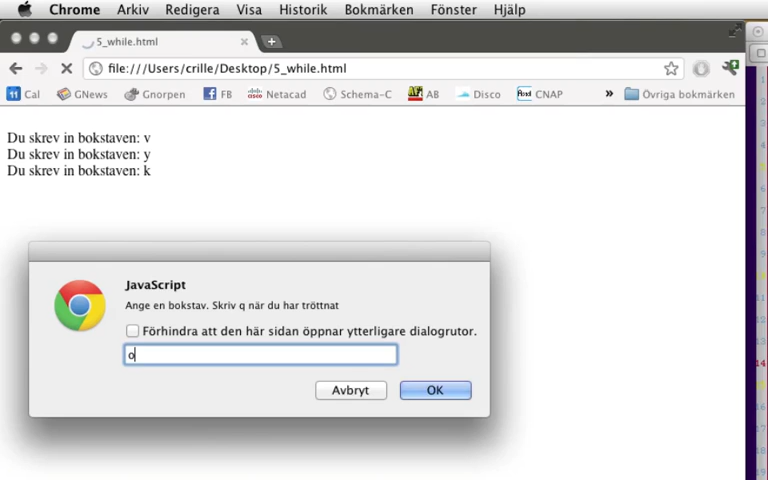 Chrome Arkiv Redigera Visa Historik Bokmärken Fönster Hjälp
5_while.html
file:///Users/crille/Desktop/5_while.html
11 Cal GNews Gnorpen FB Netacad Schema-C AB Disco CNAP » Övriga bokmärken
Du skrev in bokstaven: v
Du skrev in bokstaven: y
Du skrev in bokstaven: k
JavaScript
Ange en bokstav. Skriv q när du har tröttnat
Förhindra att den här sidan öppnar ytterligare dialogrutor.
o
Avbryt OK
14